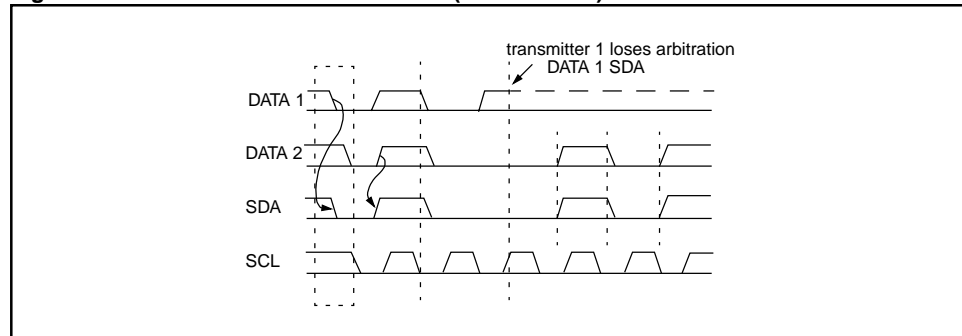 transmitter 1 loses arbitration
DATA 1 SDA
DATA 1
DATA 2
SDA
SCL